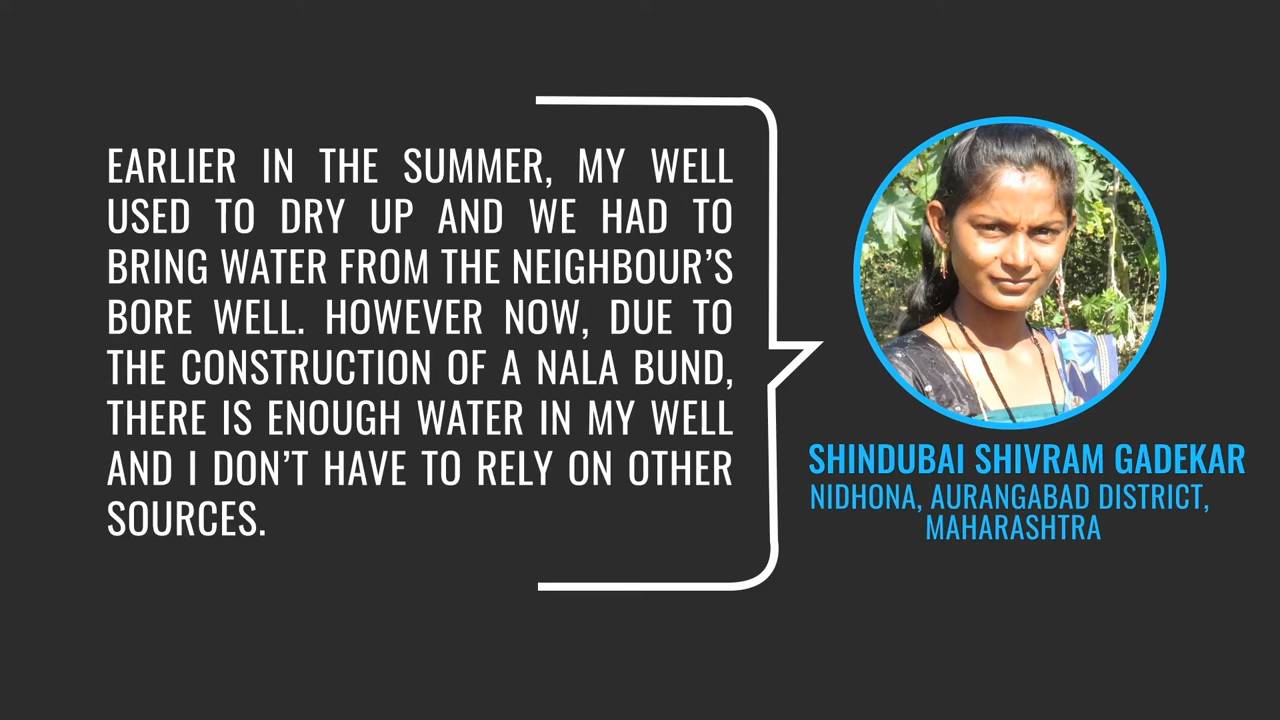 EARLIER IN THE SUMMER, MY WELL
USED TO DRY UP AND WE HAD TO
BRING WATER FROM THE NEIGHBOUR’S
BORE WELL. HOWEVER NOW, DUE TO
THE CONSTRUCTION OF A NALA BUND,
THERE IS ENOUGH WATER IN MY WELL
AND I DON’T HAVE TO RELY ON OTHER
SOURCES.
SHINDUBAI SHIVRAM GADEKAR
NIDHONA, AURANGABAD DISTRICT,
MAHARASHTRA